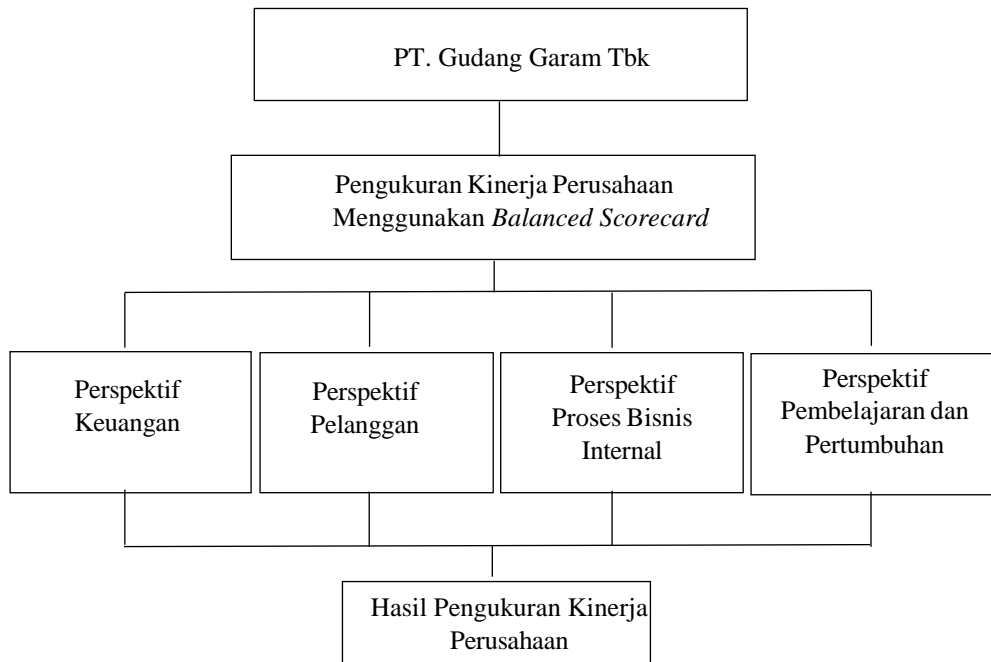 PT. Gudang Garam Tbk
Pengukuran Kinerja Perusahaan
Menggunakan Balanced Scorecard
Perspektif
Keuangan
Perspektif
Pelanggan
Perspektif
Proses Bisnis
Internal
Perspektif
Pembelajaran dan
Pertumbuhan
Hasil Pengukuran Kinerja
Perusahaan